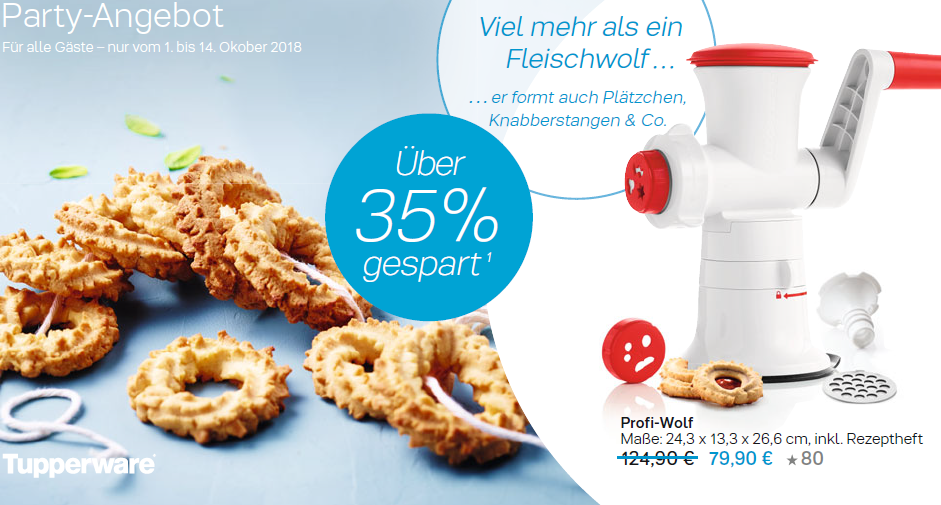 Party-Angebot
Für alle Gäste – nur vom 1. bis 14. Okober 2018
Viel mehr als ein
Fleischwolf…
…er formt auch Plätzchen,
Knabberstangen & Co.
Über
35%
gespart¹
Profi-Wolf
Maße: 24,3 x 13,3 x 26,6 cm, inkl. Rezeptheft
124,90 € 79,90 € ★80
Tupperware